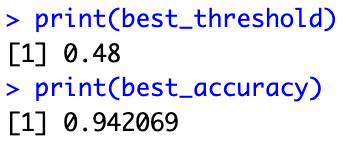 > print(best_threshold)
[1] 0.48
> print(best_accuracy)
[1] 0.942069